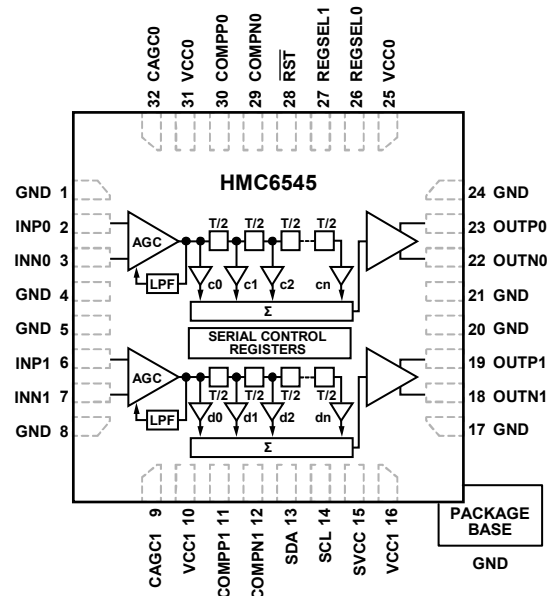 32 CAGC0
31 VCC0
30 COMPP0
29 COMPN0
28 RST
27 REGSEL1
26 REGSEL0
25 VCC0
HMC6545
GND 1
INP0 2
INN0 3
GND 4
GND 5
INP1 6
INN1 7
GND 8
24 GND
23 OUTP0
22 OUTN0
21 GND
20 GND
19 OUTP1
18 OUTN1
17 GND
AGC
T/2 T/2 T/2 T/2
LPF
c0 c1 c2 cn
Σ
SERIAL CONTROL
REGISTERS
AGC
T/2 T/2 T/2 T/2
LPF
d0 d1 d2 dn
Σ
CAGC1 9
VCC1 10
COMPP1 11
COMPN1 12
SDA 13
SCL 14
SVCC 15
VCC1 16
PACKAGE
BASE
GND